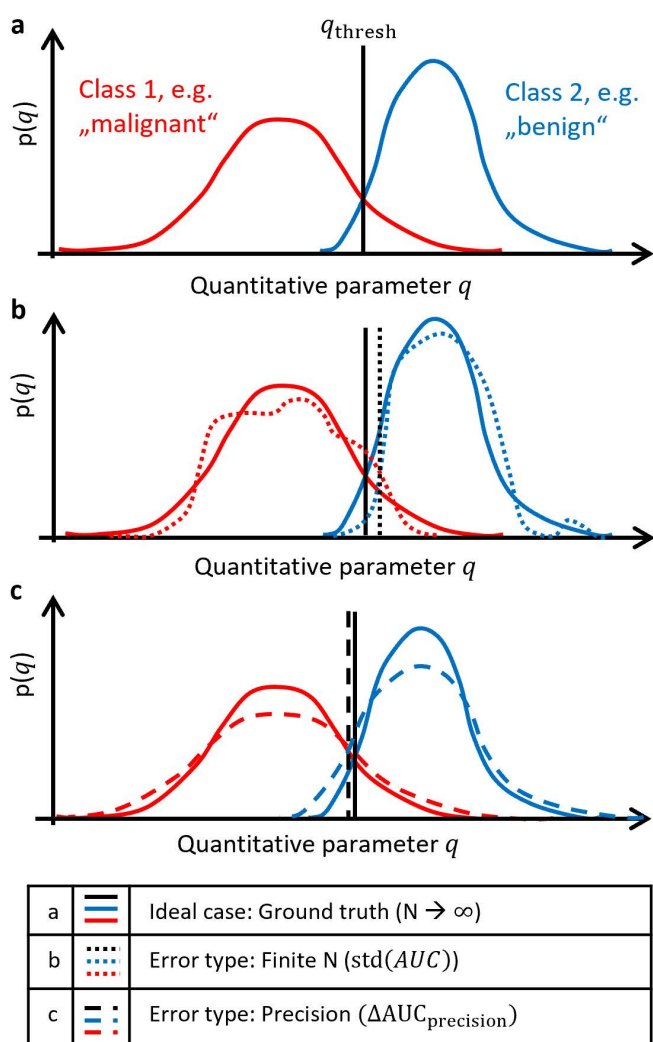 a
q_thresh
p(q)
Class 1, e.g.
„malignant“
Class 2, e.g.
„benign“
Quantitative parameter q
b
p(q)
Quantitative parameter q
c
p(q)
Quantitative parameter q
a Ideal case: Ground truth (N → ∞)
b Error type: Finite N (std(AUC))
c Error type: Precision (ΔAUC_precision)